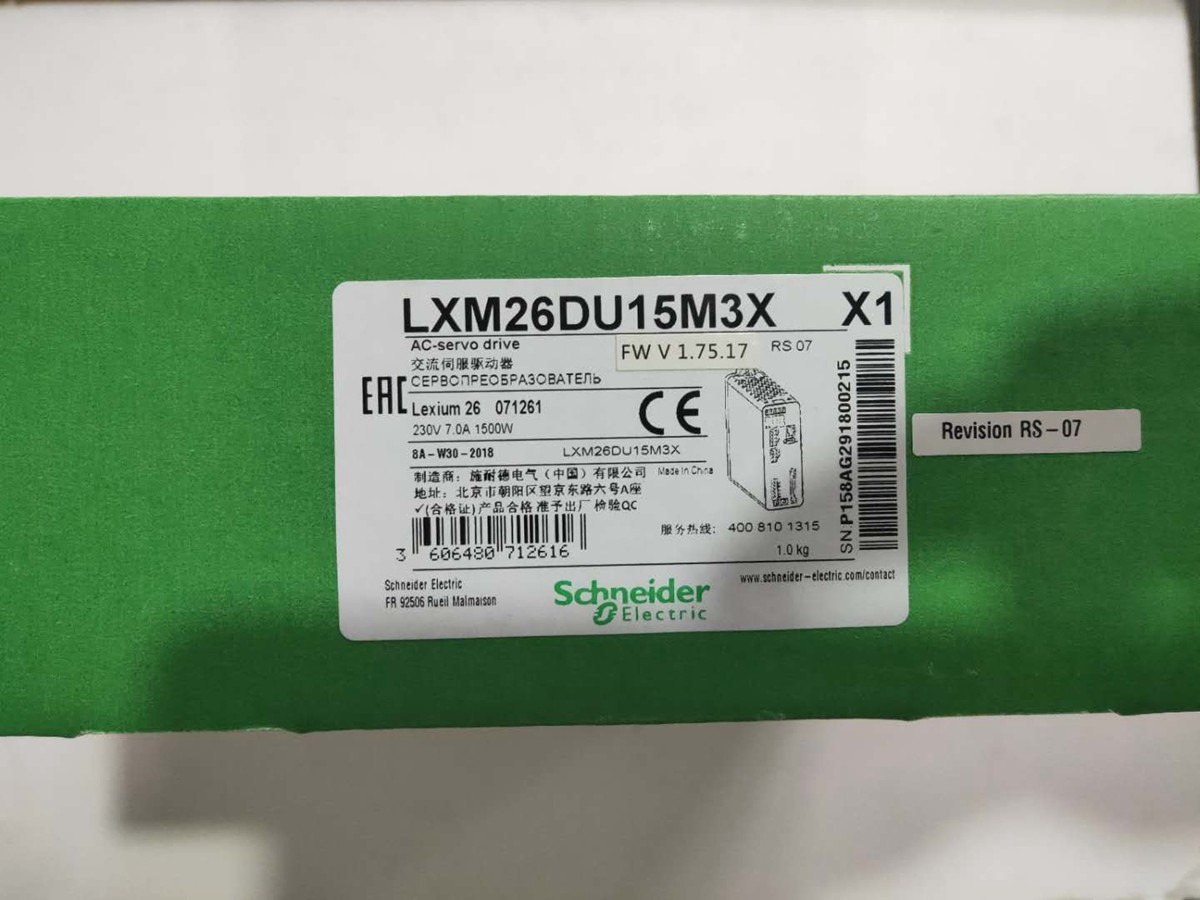 LXM26DU15M3X X1
AC-servo drive
FW V 1.75.17 RS 07
交流伺服驱动器
СЕРВОПРЕОБРАЗОВАТЕЛЬ
EAC
Lexium 26 071261
CE
230V 7.0A 1500W
8A-W30-2018 LXM26DU15M3X
制造商：施耐德电气（中国）有限公司 Made in China
地址：北京市朝阳区望京东路六号A座
✓(合格证)产品合格准予出厂 检验QC
服务热线： 400 810 1315
3 606480 712616
1.0 kg
SN:P158AG291800215
Schneider Electric
FR 92506 Rueil Malmaison
Schneider
Electric
www.schneider-electric.com/contact
Revision RS-07